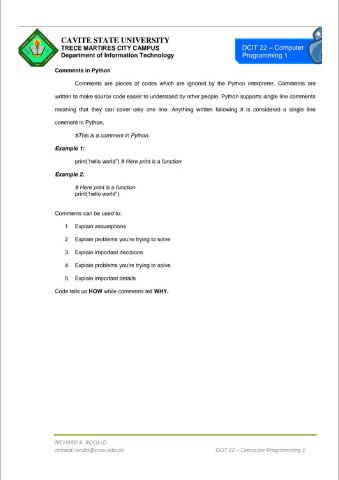 CAVITE STATE UNIVERSITY
TRECE MARTIRES CITY CAMPUS
Department of Information Technology
DCIT 22 – Computer
Programming 1
Comments in Python
Comments are pieces of codes which are ignored by the Python interpreter. Comments are
written to make source code easier to understand by other people. Python supports single line comments
meaning that they can cover only one line. Anything written following # is considered a single line
comment in Python.
#This is a comment in Python.
Example 1:
print("hello world") # Here print is a function
Example 2:
# Here print is a function
print("hello world")
Comments can be used to:
1. Explain assumptions
2. Explain problems you're trying to solve
3. Explain important decisions
4. Explain problems you're trying to solve
5. Explain important details
Code tells us HOW while comments tell WHY.
RICHARD A. ROCILLO
richard.rocillo@cvsu.edu.ph DCIT 22 – Computer Programming 1